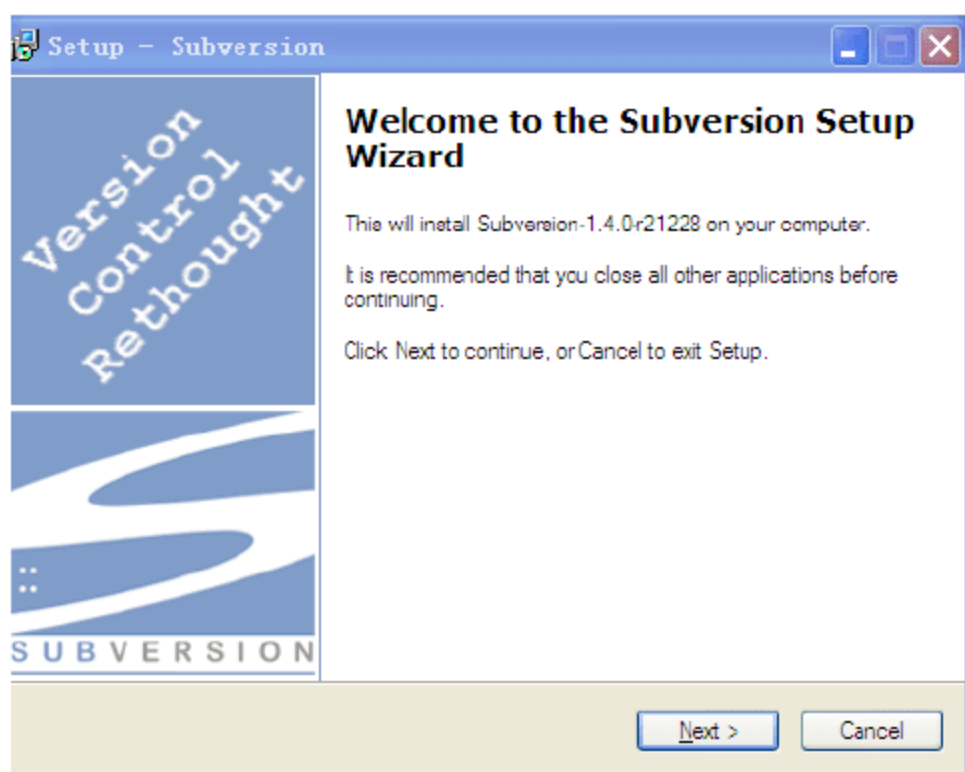 Setup - Subversion
Version
Control
Rethought
SUBVERSION
Welcome to the Subversion Setup
Wizard
This will install Subversion-1.4.0-r21228 on your computer.
It is recommended that you close all other applications before
continuing.
Click Next to continue, or Cancel to exit Setup.
Next >
Cancel